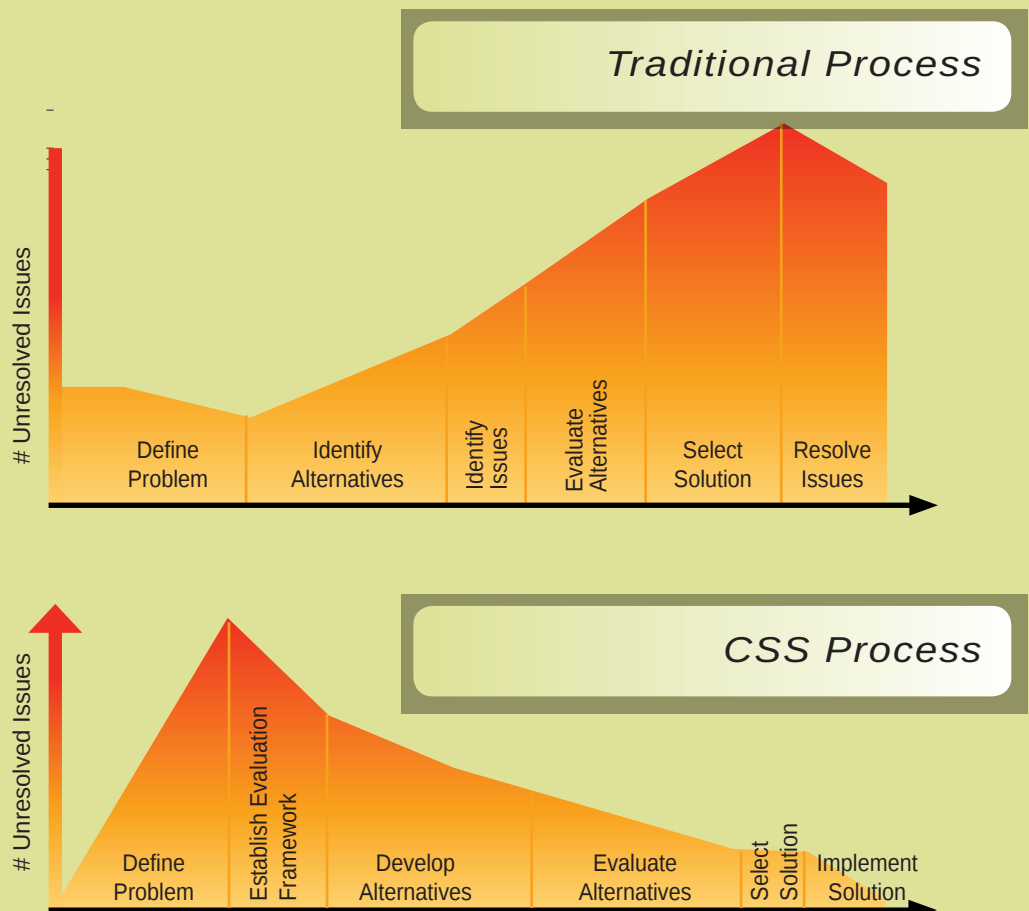 Traditional Process
# Unresolved Issues
Define
Problem
Identify
Alternatives
Identify
Issues
Evaluate
Alternatives
Select
Solution
Resolve
Issues
CSS Process
# Unresolved Issues
Define
Problem
Establish Evaluation
Framework
Develop
Alternatives
Evaluate
Alternatives
Select
Solution
Implement
Solution